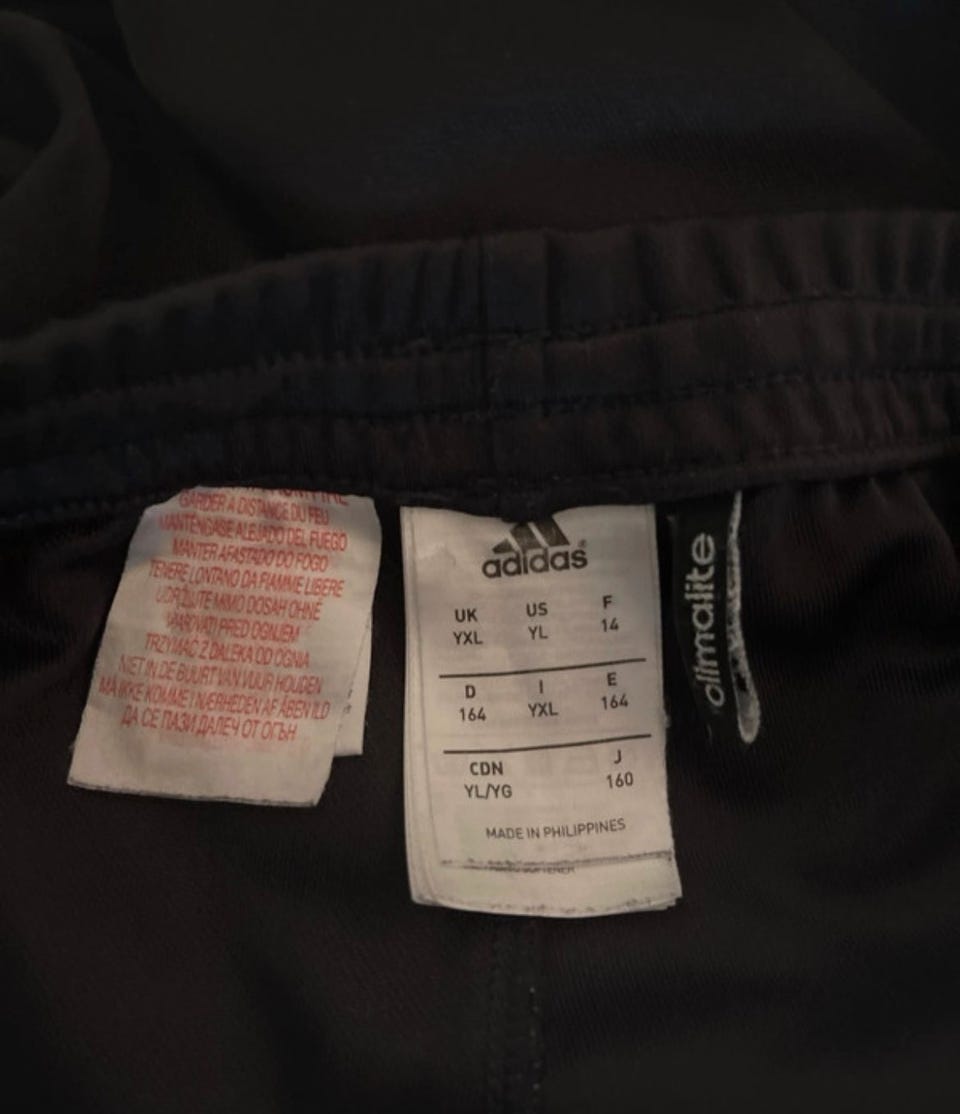 GARDER A DISTANCE DU FEU
MANTENGASE ALEJADO DEL FUEGO
MANTER AFASTADO DO FOGO
TENERE LONTANO DA FIAMME LIBERE
MIMO DOSAH OHNĚ
PRED OGNJEM
TRZYMAĆ Z DALEKA OD OGNIA
NIET IN DE BUURT VAN VUUR HOUDEN
MÅ IKKE KOMME I NÆRHEDEN AF ÅBEN ILD
ДА СЕ ПАЗИ ДАЛЕЧ ОТ ОГЪН
adidas®
UK US F
YXL YL 14
D I E
164 YXL 164
CDN J
YL/YG 160
MADE IN PHILIPPINES
climalite